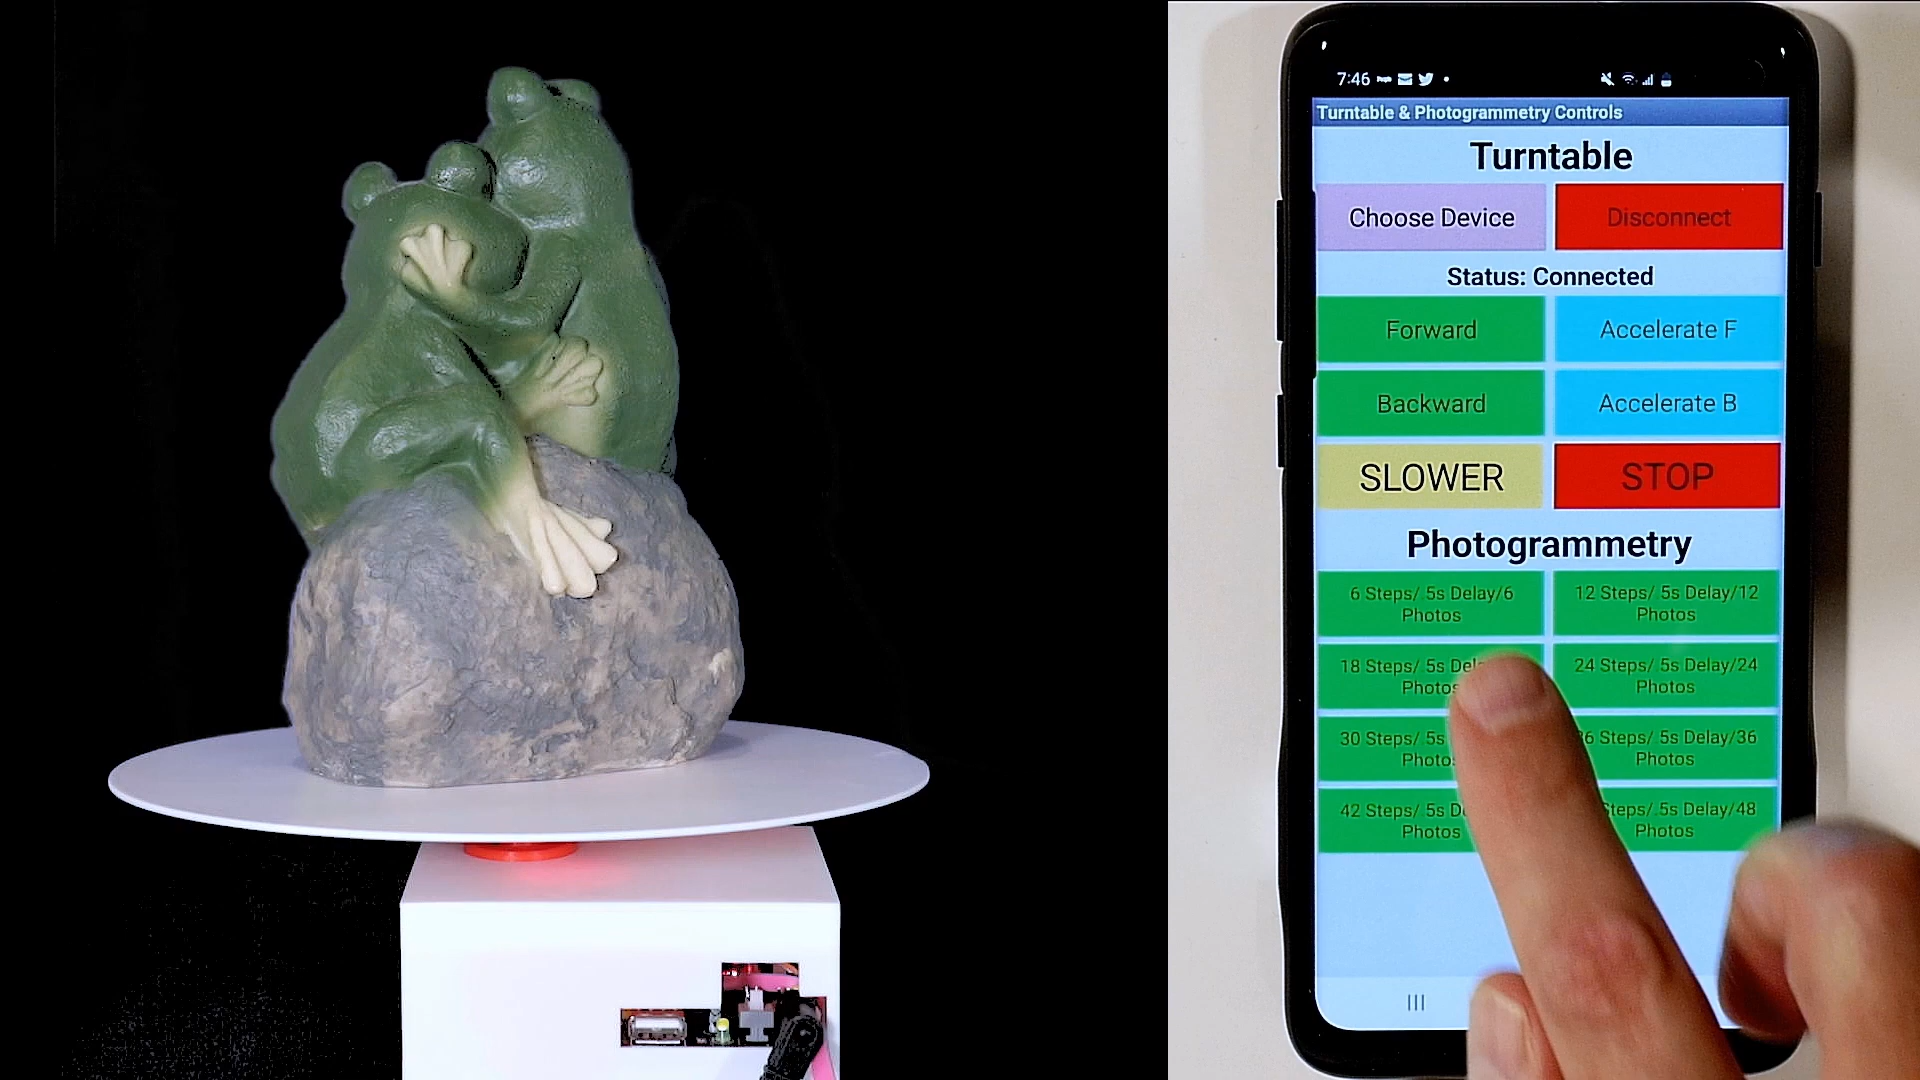 7:46
Turntable & Photogrammetry Controls
Turntable
Choose Device
Disconnect
Status: Connected
Forward
Accelerate F
Backward
Accelerate B
SLOWER
STOP
Photogrammetry
6 Steps/ 5s Delay/6
Photos
12 Steps/ 5s Delay/12
Photos
18 Steps/ 5s
Photos
24 Steps/ 5s Delay/24
Photos
30 Steps/ 5s
36 Steps/ 5s Delay/36
Photos
42 Steps/ 5s
Photos
Steps/ 5s Delay/48
Photos